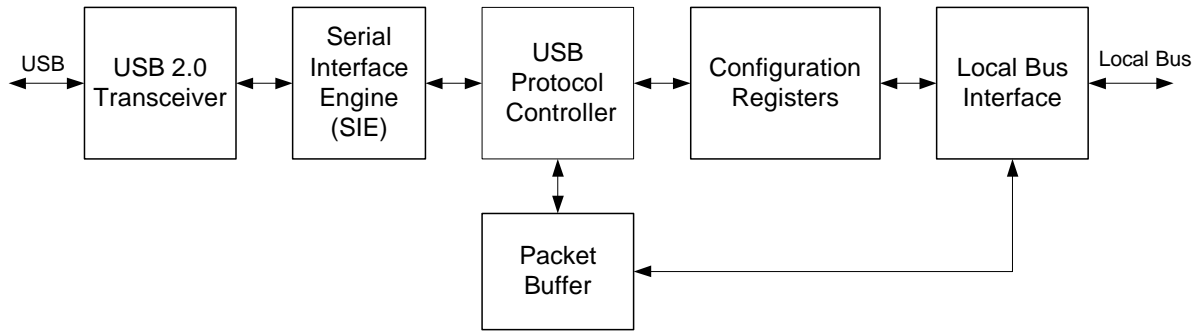 USB
USB 2.0
Transceiver
Serial
Interface
Engine
(SIE)
USB
Protocol
Controller
Configuration
Registers
Local Bus
Interface
Local Bus
Packet
Buffer